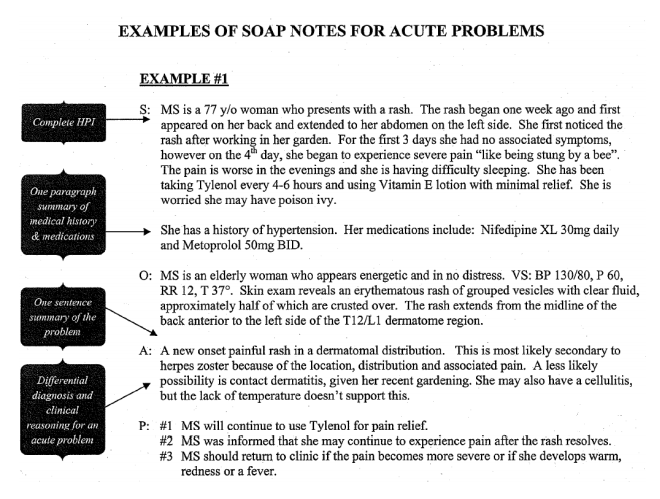 EXAMPLES OF SOAP NOTES FOR ACUTE PROBLEMS
EXAMPLE #1
Complete HPI
S: MS is a 77 y/o woman who presents with a rash. The rash began one week ago and first
appeared on her back and extended to her abdomen on the left side. She first noticed the
rash after working in her garden. For the first 3 days she had no associated symptoms,
however on the 4th day, she began to experience severe pain “like being stung by a bee”.
The pain is worse in the evenings and she is having difficulty sleeping. She has been
taking Tylenol every 4-6 hours and using Vitamin E lotion with minimal relief. She is
worried she may have poison ivy.
One paragraph
summary of
medical history
& medications
She has a history of hypertension. Her medications include: Nifedipine XL 30mg daily
and Metoprolol 50mg BID.
O: MS is an elderly woman who appears energetic and in no distress. VS: BP 130/80, P 60,
RR 12, T 37°. Skin exam reveals an erythematous rash of grouped vesicles with clear fluid,
approximately half of which are crusted over. The rash extends from the midline of the
back anterior to the left side of the T12/L1 dermatome region.
One sentence
summary of the
problem
A: A new onset painful rash in a dermatomal distribution. This is most likely secondary to
herpes zoster because of the location, distribution and associated pain. A less likely
possibility is contact dermatitis, given her recent gardening. She may also have a cellulitis,
but the lack of temperature doesn't support this.
Differential
diagnosis and
clinical
reasoning for an
acute problem
P: #1 MS will continue to use Tylenol for pain relief.
#2 MS was informed that she may continue to experience pain after the rash resolves.
#3 MS should return to clinic if the pain becomes more severe or if she develops warm,
redness or a fever.